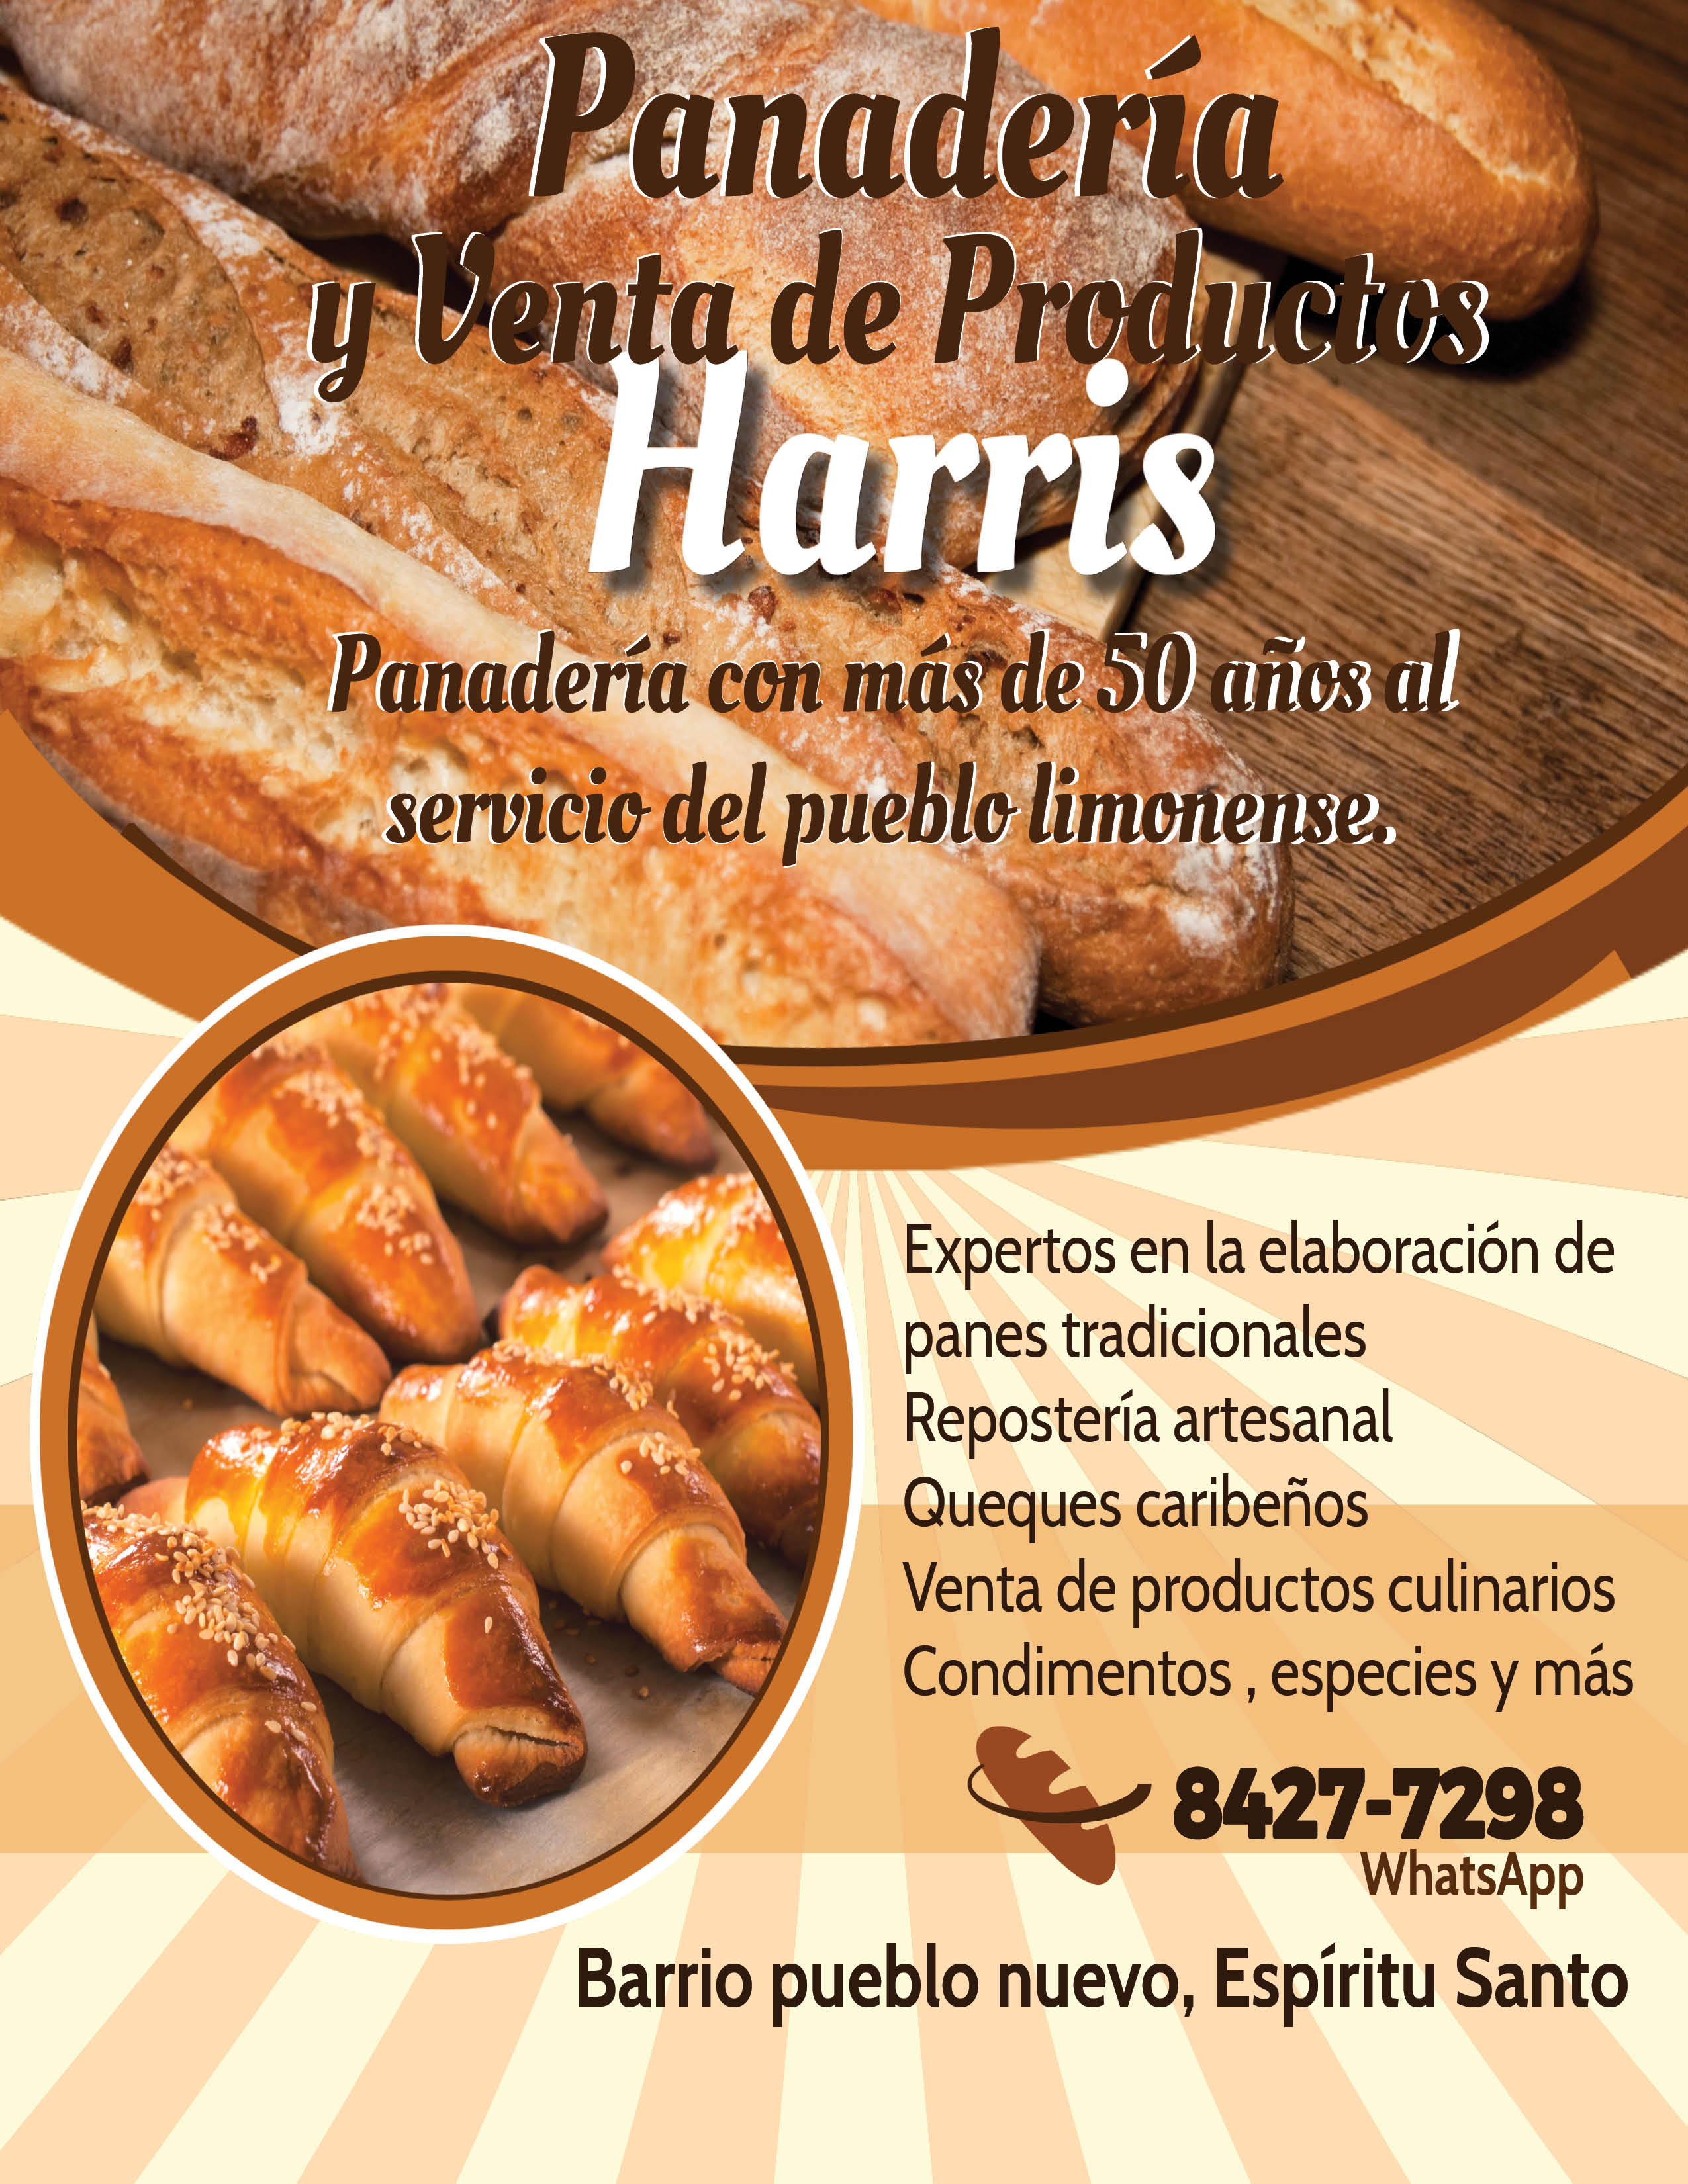 Panadería
y Venta de Productos
Harris
Panadería con más de 50 años al
servicio del pueblo limonense.
Expertos en la elaboración de
panes tradicionales
Repostería artesanal
Queques caribeños
Venta de productos culinarios
Condimentos , especies y más
8427-7298
WhatsApp
Barrio pueblo nuevo, Espíritu Santo